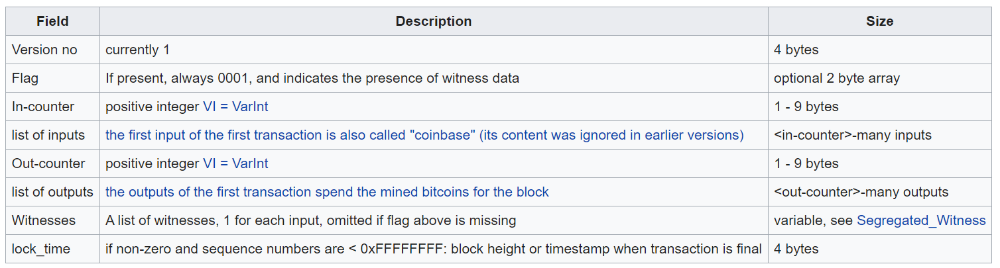 Field Description Size
Version no currently 1 4 bytes
Flag If present, always 0001, and indicates the presence of witness data optional 2 byte array
In-counter positive integer VI = VarInt 1 - 9 bytes
list of inputs the first input of the first transaction is also called "coinbase" (its content was ignored in earlier versions) <in-counter>-many inputs
Out-counter positive integer VI = VarInt 1 - 9 bytes
list of outputs the outputs of the first transaction spend the mined bitcoins for the block <out-counter>-many outputs
Witnesses A list of witnesses, 1 for each input, omitted if flag above is missing variable, see Segregated_Witness
lock_time if non-zero and sequence numbers are < 0xFFFFFFFF: block height or timestamp when transaction is final 4 bytes